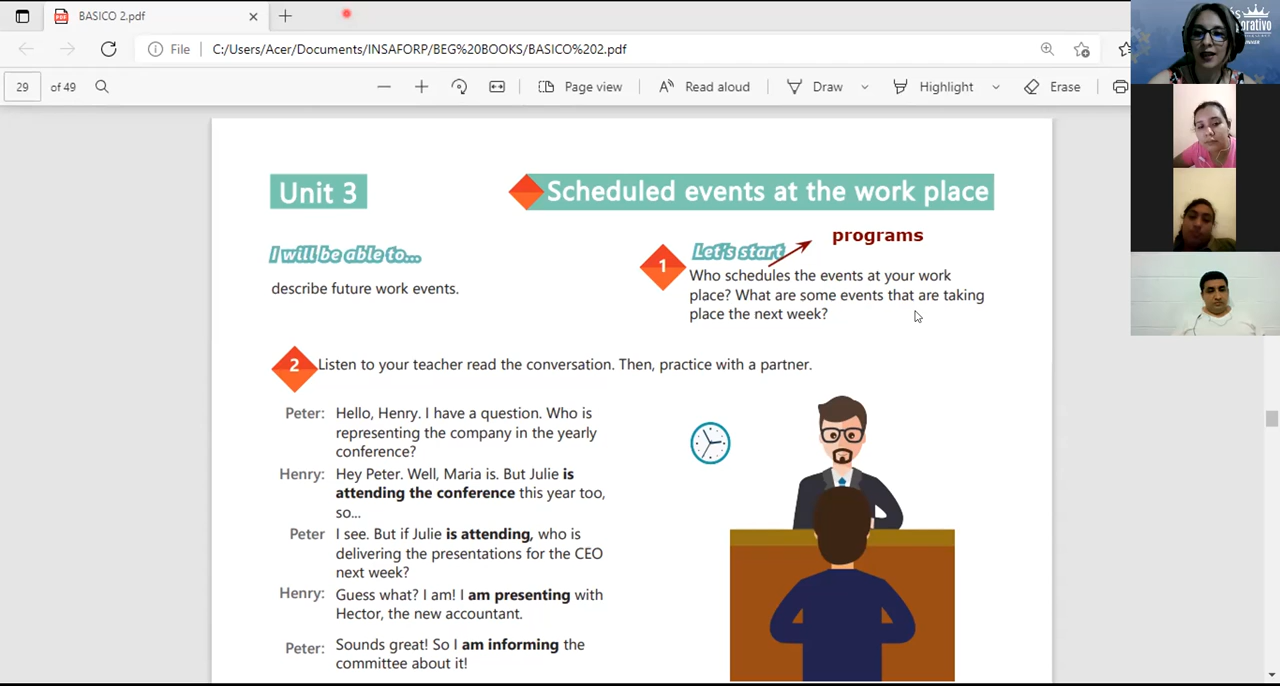 BASICO 2.pdf
File
C:/Users/Acer/Documents/INSAFORP/BEG%20BOOKS/BASICO%202.pdf
29
of 49
Page view
Read aloud
Draw
Highlight
Erase
Unit 3
Scheduled events at the work place
I will be able to...
describe future work events.
programs
1
Let's start
Who schedules the events at your work
place? What are some events that are taking
place the next week?
2
Listen to your teacher read the conversation. Then, practice with a partner.
Peter: Hello, Henry. I have a question. Who is
representing the company in the yearly
conference?
Henry: Hey Peter. Well, Maria is. But Julie is
attending the conference this year too,
so...
Peter I see. But if Julie is attending, who is
delivering the presentations for the CEO
next week?
Henry: Guess what? I am! I am presenting with
Hector, the new accountant.
Peter: Sounds great! So I am informing the
committee about it!